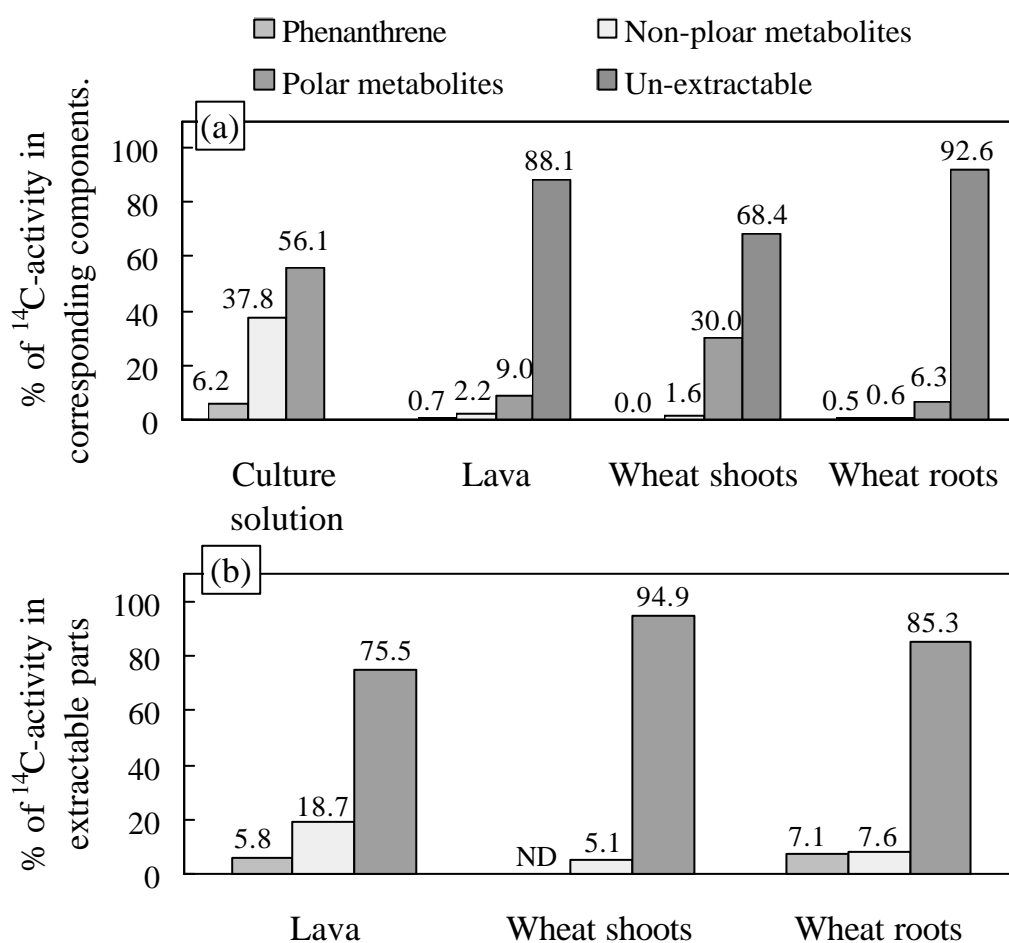 Phenanthrene
Non-ploar metabolites
Polar metabolites
Un-extractable
(a)
% of ¹⁴C-activity in
corresponding components.
100
80
60
40
20
0
6.2
37.8
56.1
0.7
2.2
9.0
88.1
0.0
1.6
30.0
68.4
0.5
0.6
6.3
92.6
Culture
solution
Lava
Wheat shoots
Wheat roots
(b)
% of ¹⁴C-activity in
extractable parts
100
80
60
40
20
0
5.8
18.7
75.5
ND
5.1
94.9
7.1
7.6
85.3
Lava
Wheat shoots
Wheat roots